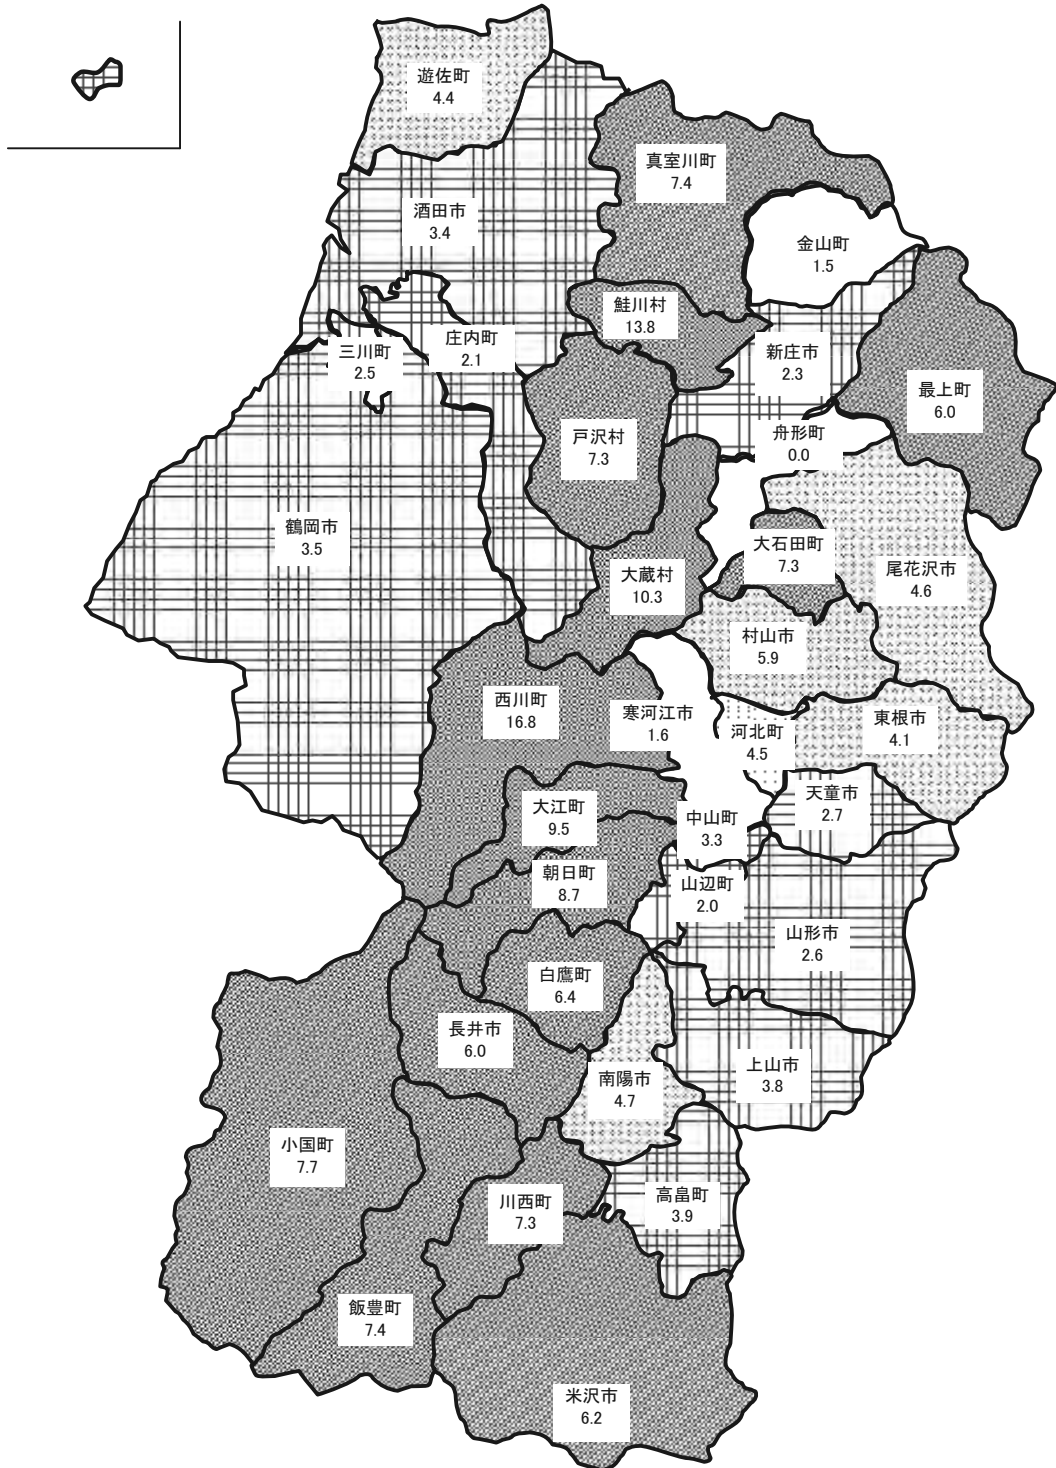 遊佐町
4.4
真室川町
7.4
酒田市
3.4
金山町
1.5
鮭川村
13.8
庄内町
2.1
三川町
2.5
新庄市
2.3
最上町
6.0
戸沢村
7.3
舟形町
0.0
鶴岡市
3.5
大石田町
7.3
大蔵村
10.3
尾花沢市
4.6
村山市
5.9
西川町
16.8
寒河江市
1.6
河北町
4.5
東根市
4.1
大江町
9.5
中山町
3.3
天童市
2.7
朝日町
8.7
山辺町
2.0
山形市
2.6
白鷹町
6.4
長井市
6.0
南陽市
4.7
上山市
3.8
小国町
7.7
川西町
7.3
高畠町
3.9
飯豊町
7.4
米沢市
6.2